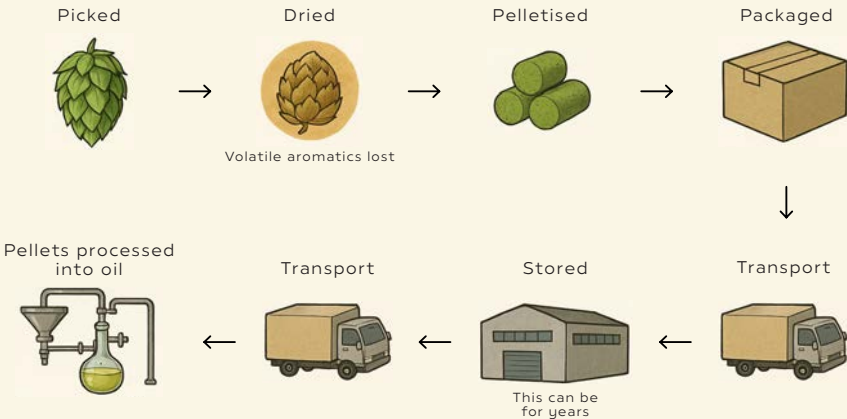 Picked
Dried
Pelletised
Packaged
Volatile aromatics lost
Pellets processed
into oil
Transport
Stored
Transport
This can be
for years